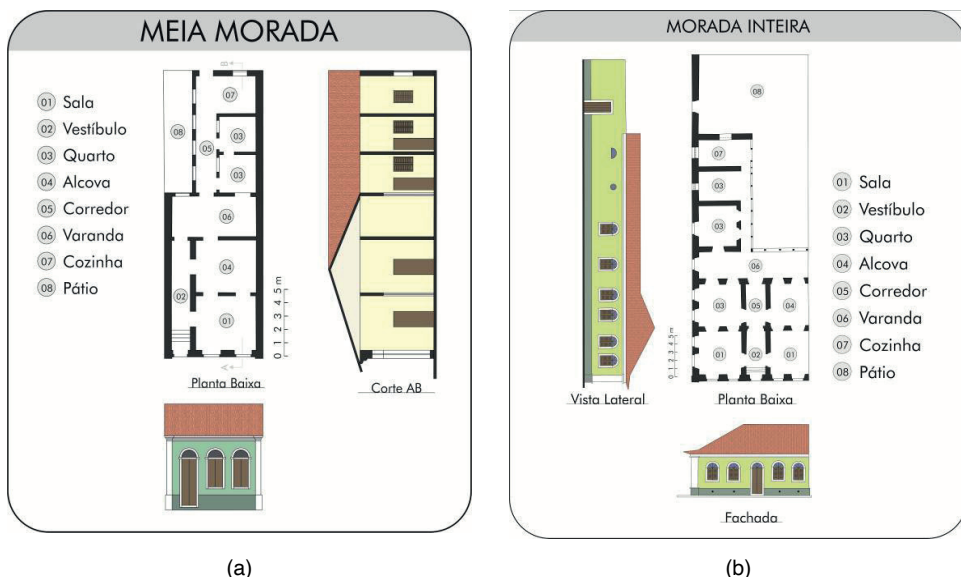 MEIA MORADA
01 Sala
02 Vestíbulo
03 Quarto
04 Alcova
05 Corredor
06 Varanda
07 Cozinha
08 Pátio
07
08
03
05
03
06
04
02
01
0 1 2 3 4 5 m
Planta Baixa
Corte AB
(a)
MORADA INTEIRA
08
07
03
03
06
03
05
04
01
02
01
0 1 2 3 4 5 m
Vista Lateral
Planta Baixa
01 Sala
02 Vestíbulo
03 Quarto
04 Alcova
05 Corredor
06 Varanda
07 Cozinha
08 Pátio
Fachada
(b)